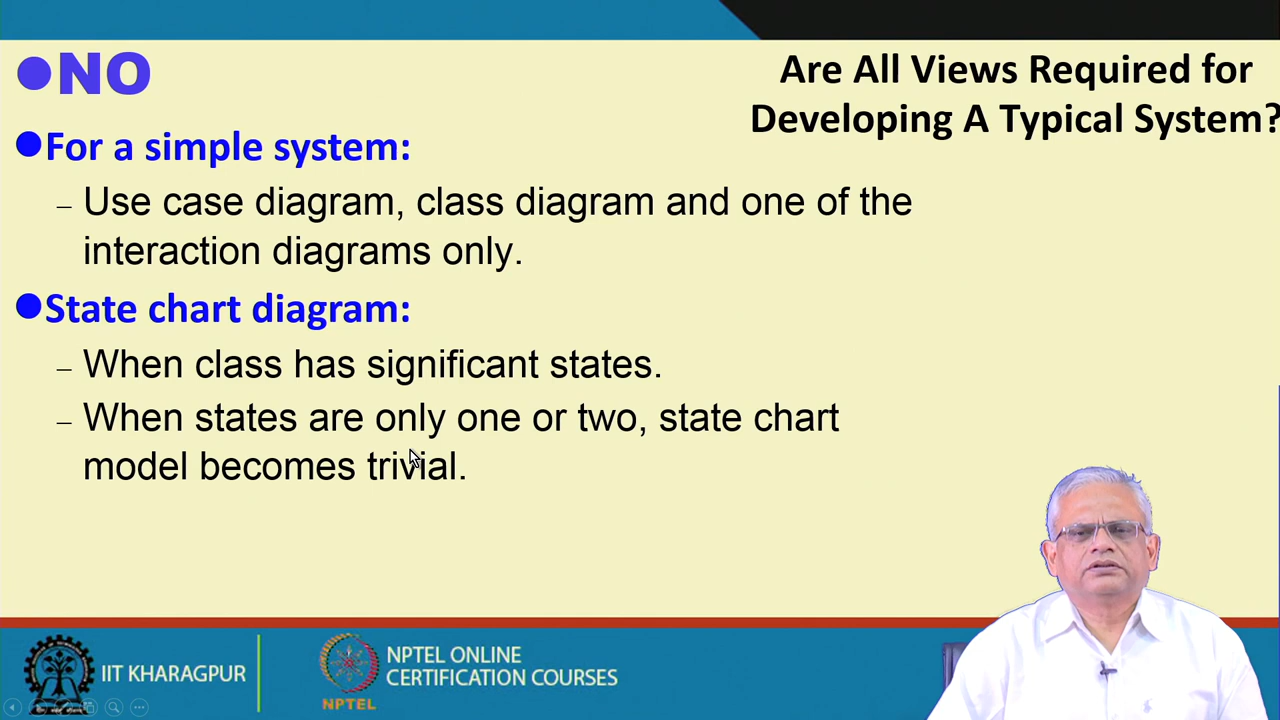 NO
Are All Views Required for
Developing A Typical System?
For a simple system:
– Use case diagram, class diagram and one of the
interaction diagrams only.
State chart diagram:
– When class has significant states.
– When states are only one or two, state chart
model becomes trivial.
IIT KHARAGPUR
NPTEL ONLINE
CERTIFICATION COURSES
NPTEL